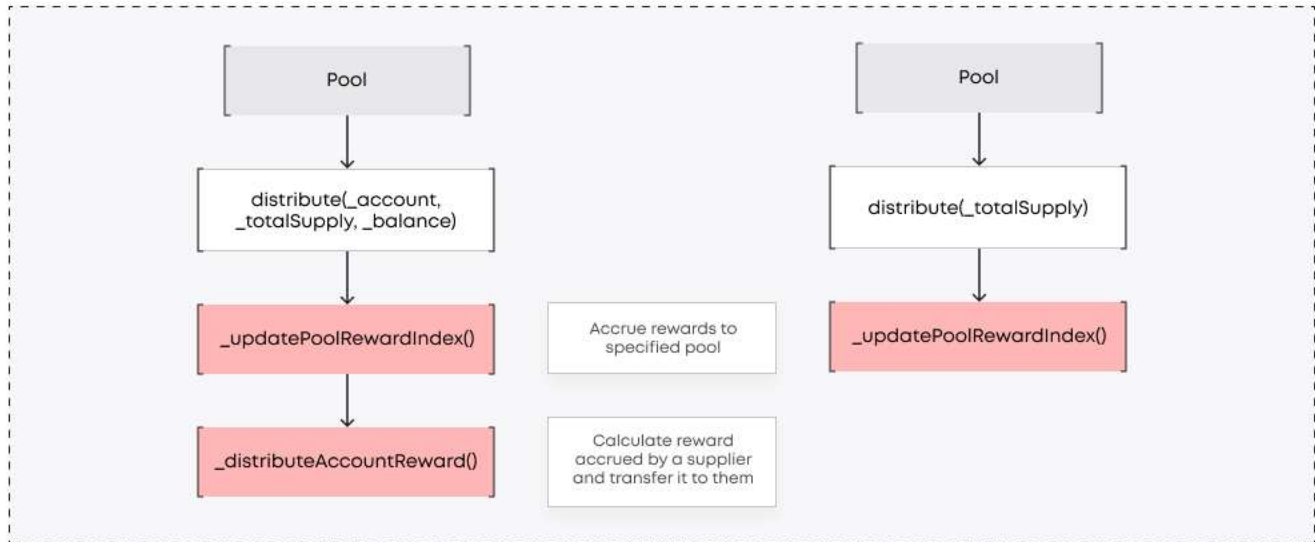 Pool
distribute(_account,
_totalSupply, _balance)
_updatePoolRewardIndex()
_distributeAccountReward()
Accrue rewards to
specified pool
Calculate reward
accrued by a supplier
and transfer it to them
Pool
distribute(_totalSupply)
_updatePoolRewardIndex()